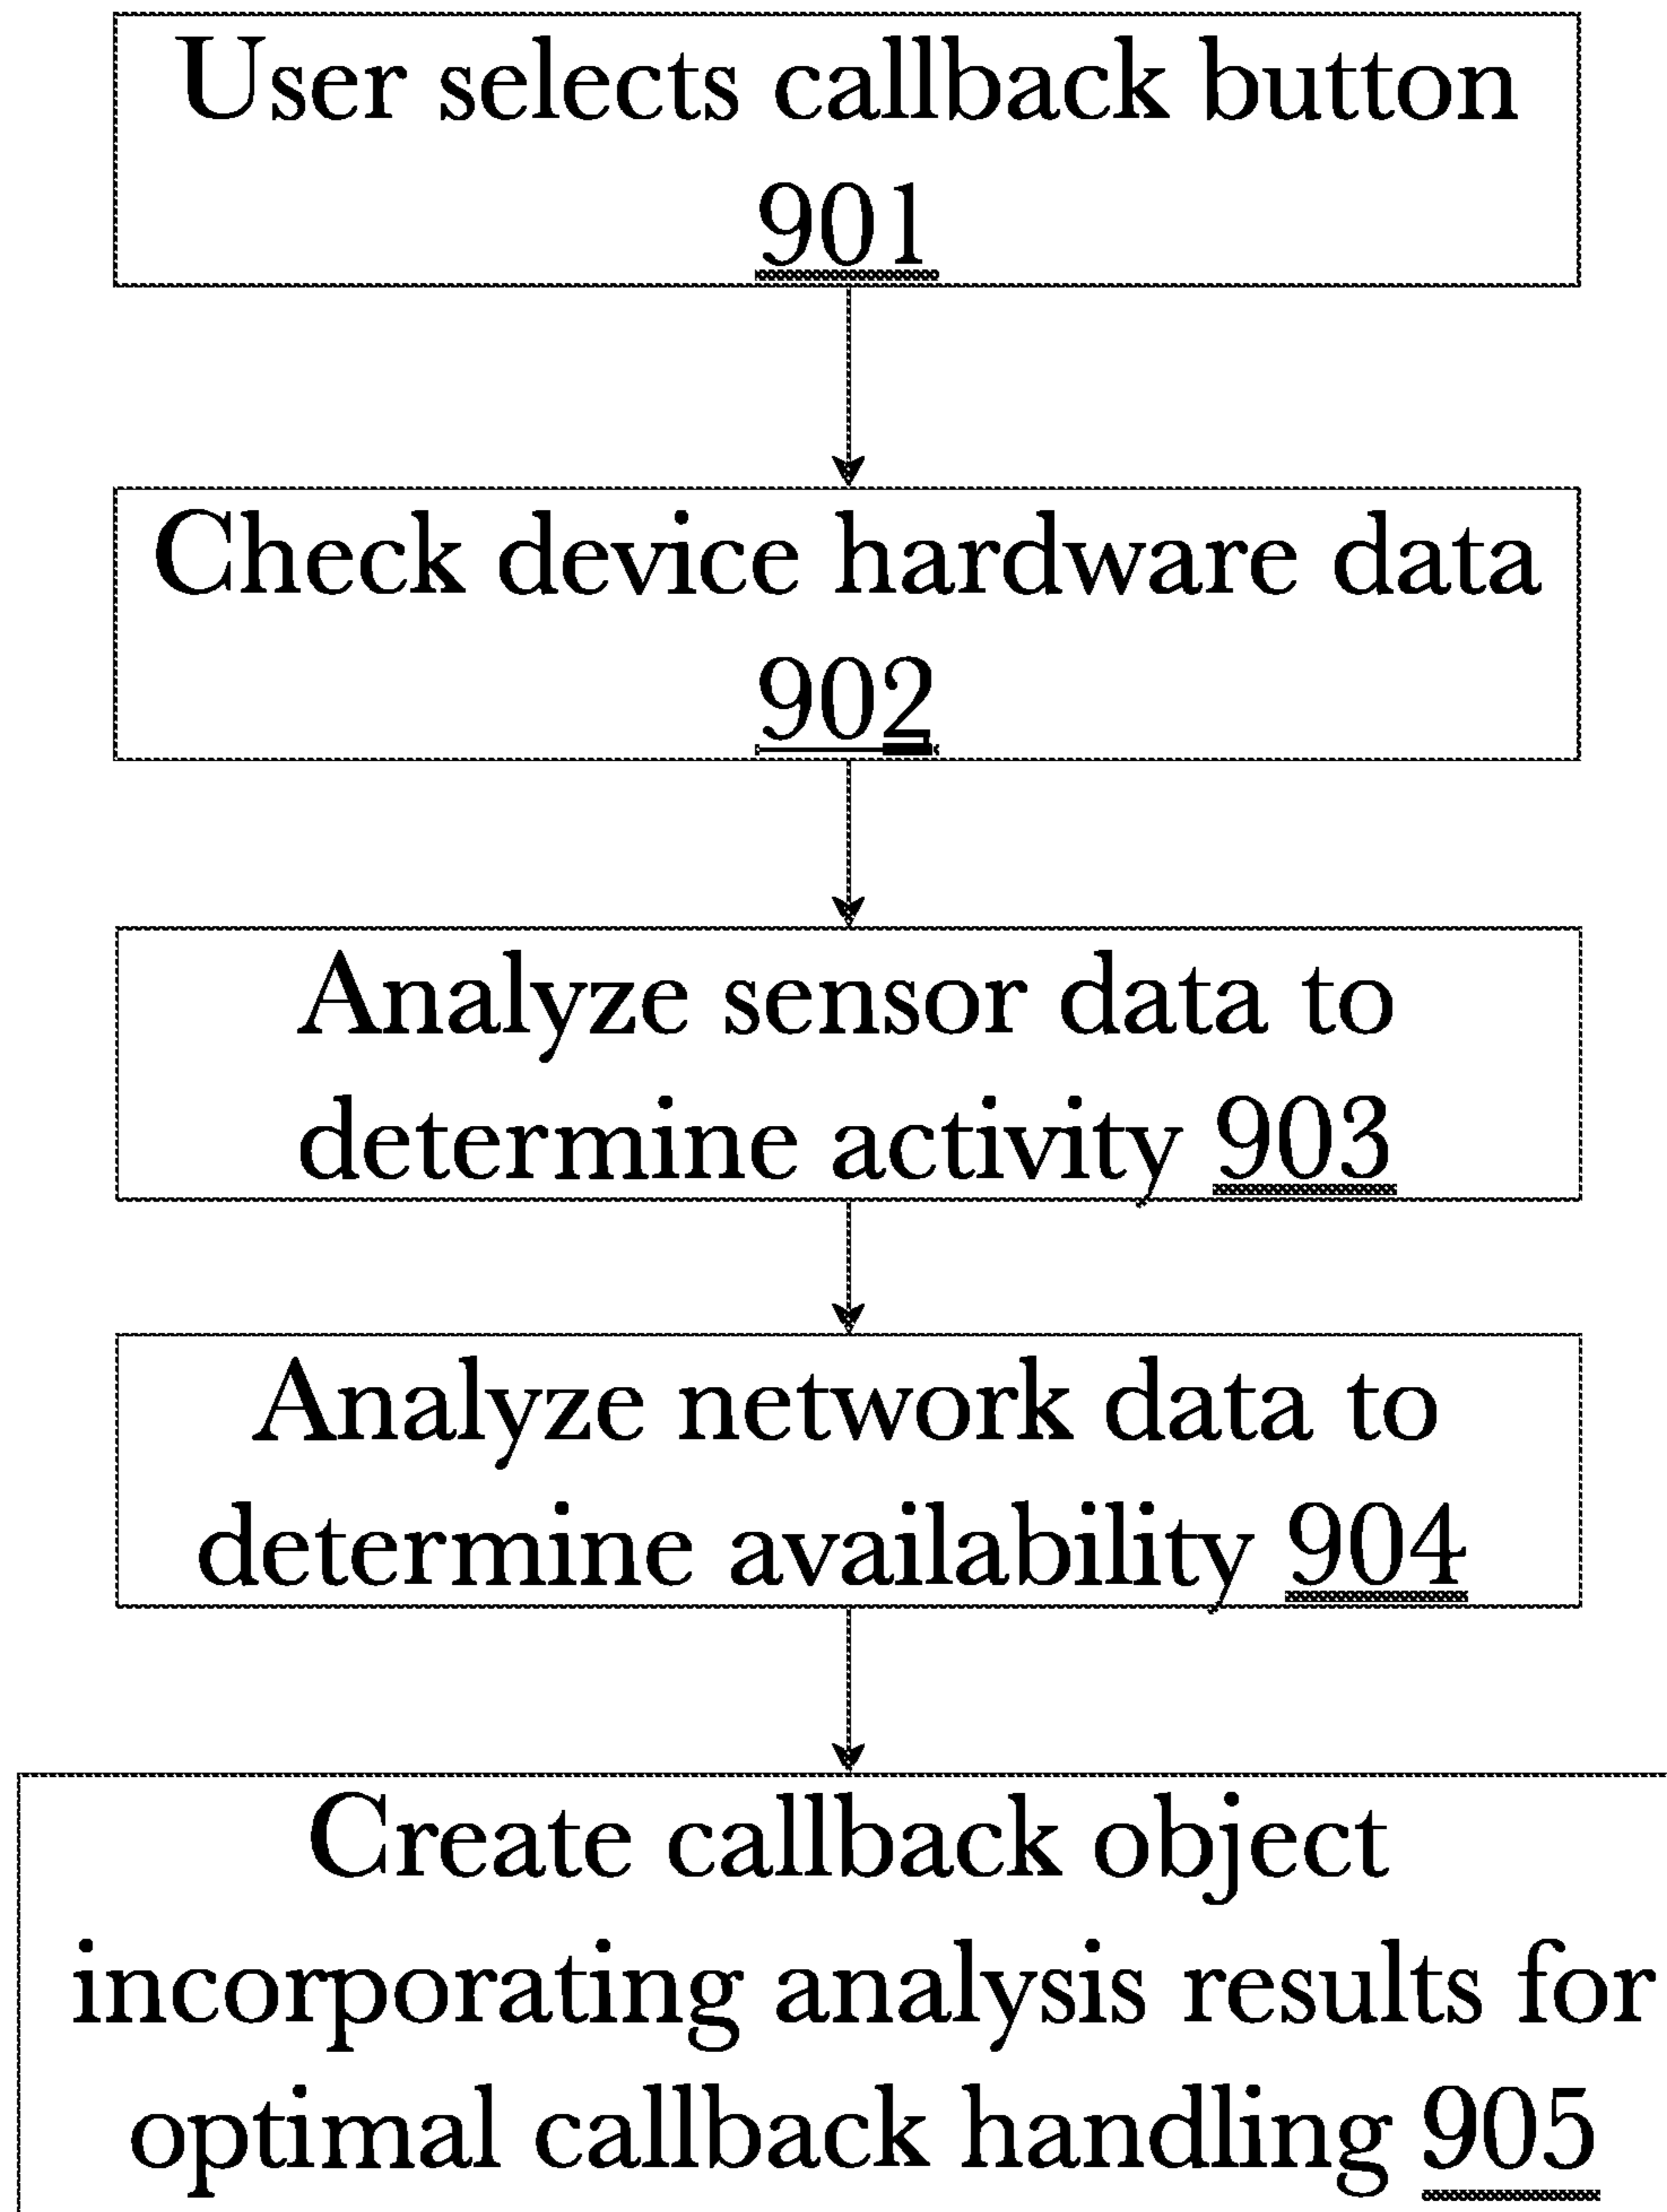 User selects callback button
901
Check device hardware data
902
Analyze sensor data to
determine activity 903
Analyze network data to
determine availability 904
Create callback object
incorporating analysis results for
optimal callback handling 905